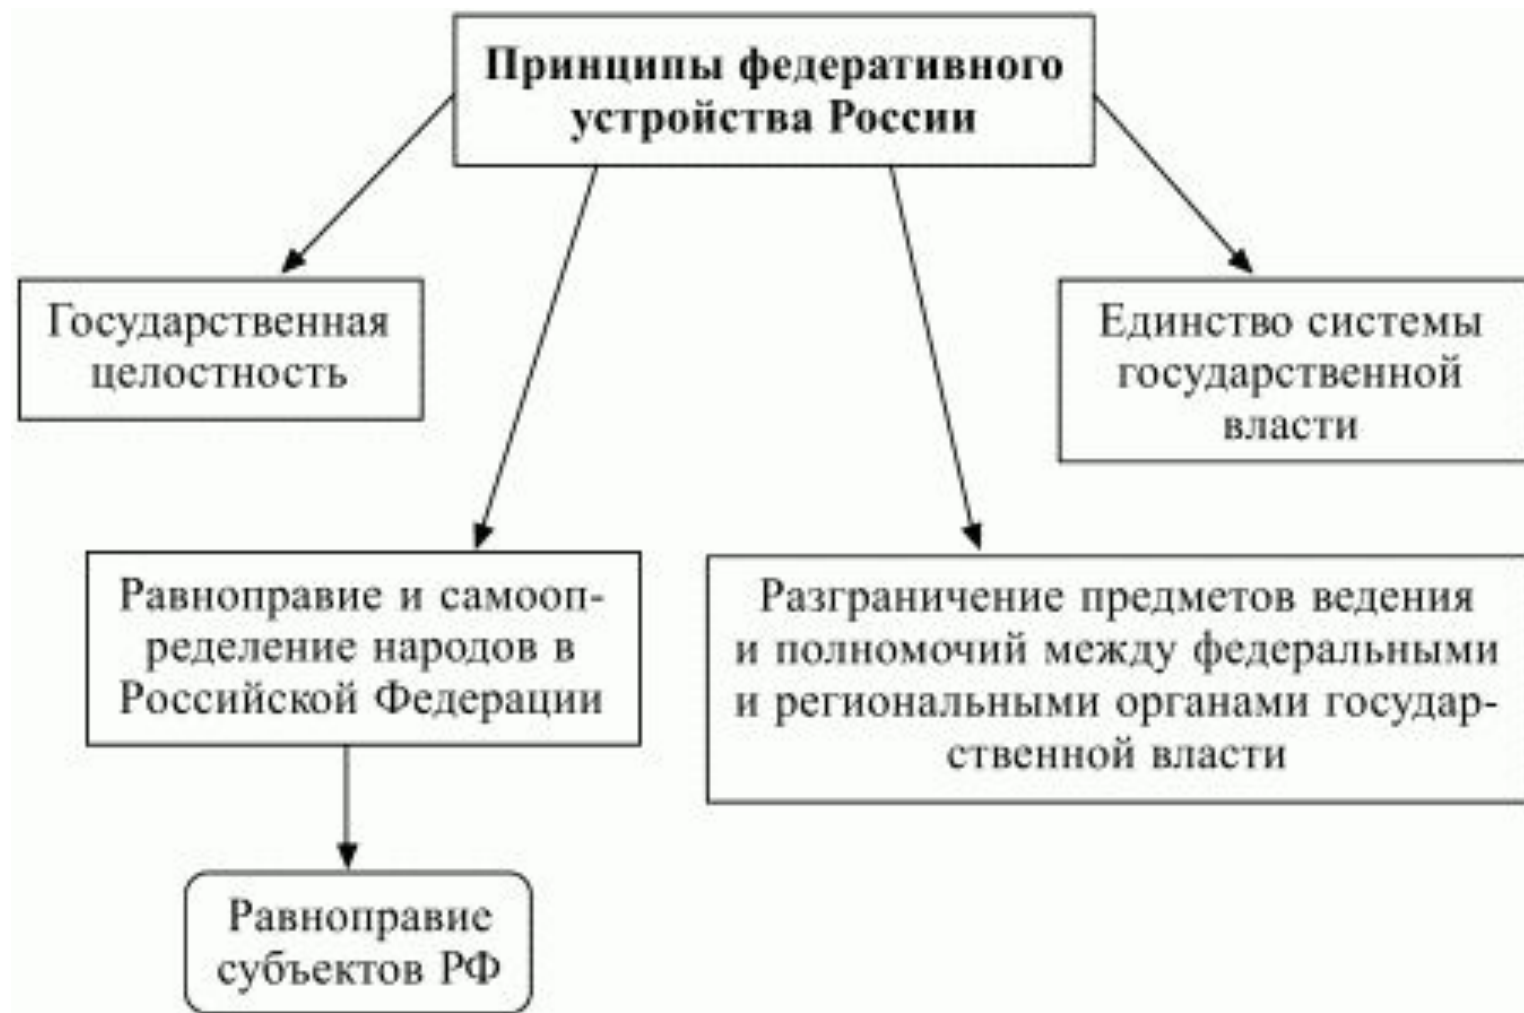 Принципы федеративного
устройства России
Государственная
целостность
Единство системы
государственной
власти
Равноправие и самооп-
ределение народов в
Российской Федерации
Разграничение предметов ведения
и полномочий между федеральными
и региональными органами государ-
ственной власти
Равноправие
субъектов РФ